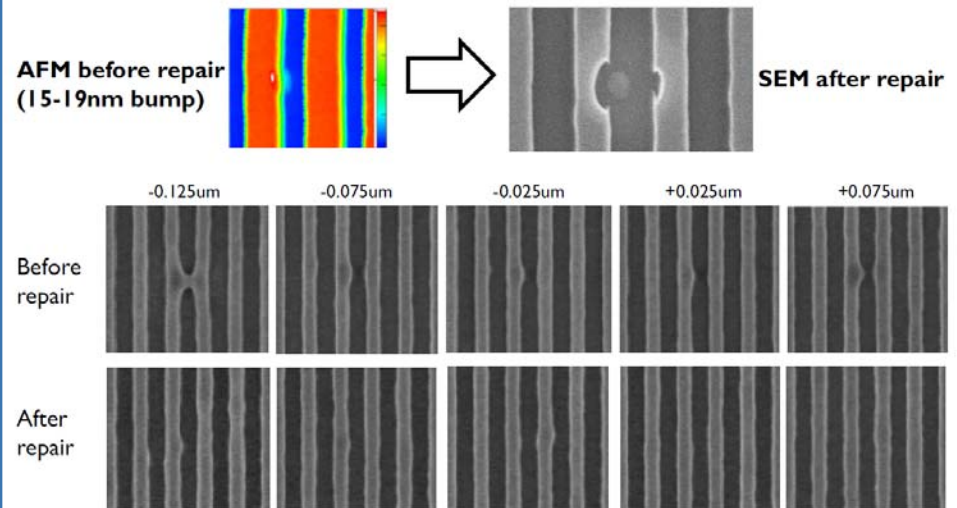 AFM before repair
(15-19nm bump)
SEM after repair
-0.125um
-0.075um
-0.025um
+0.025um
+0.075um
Before
repair
After
repair